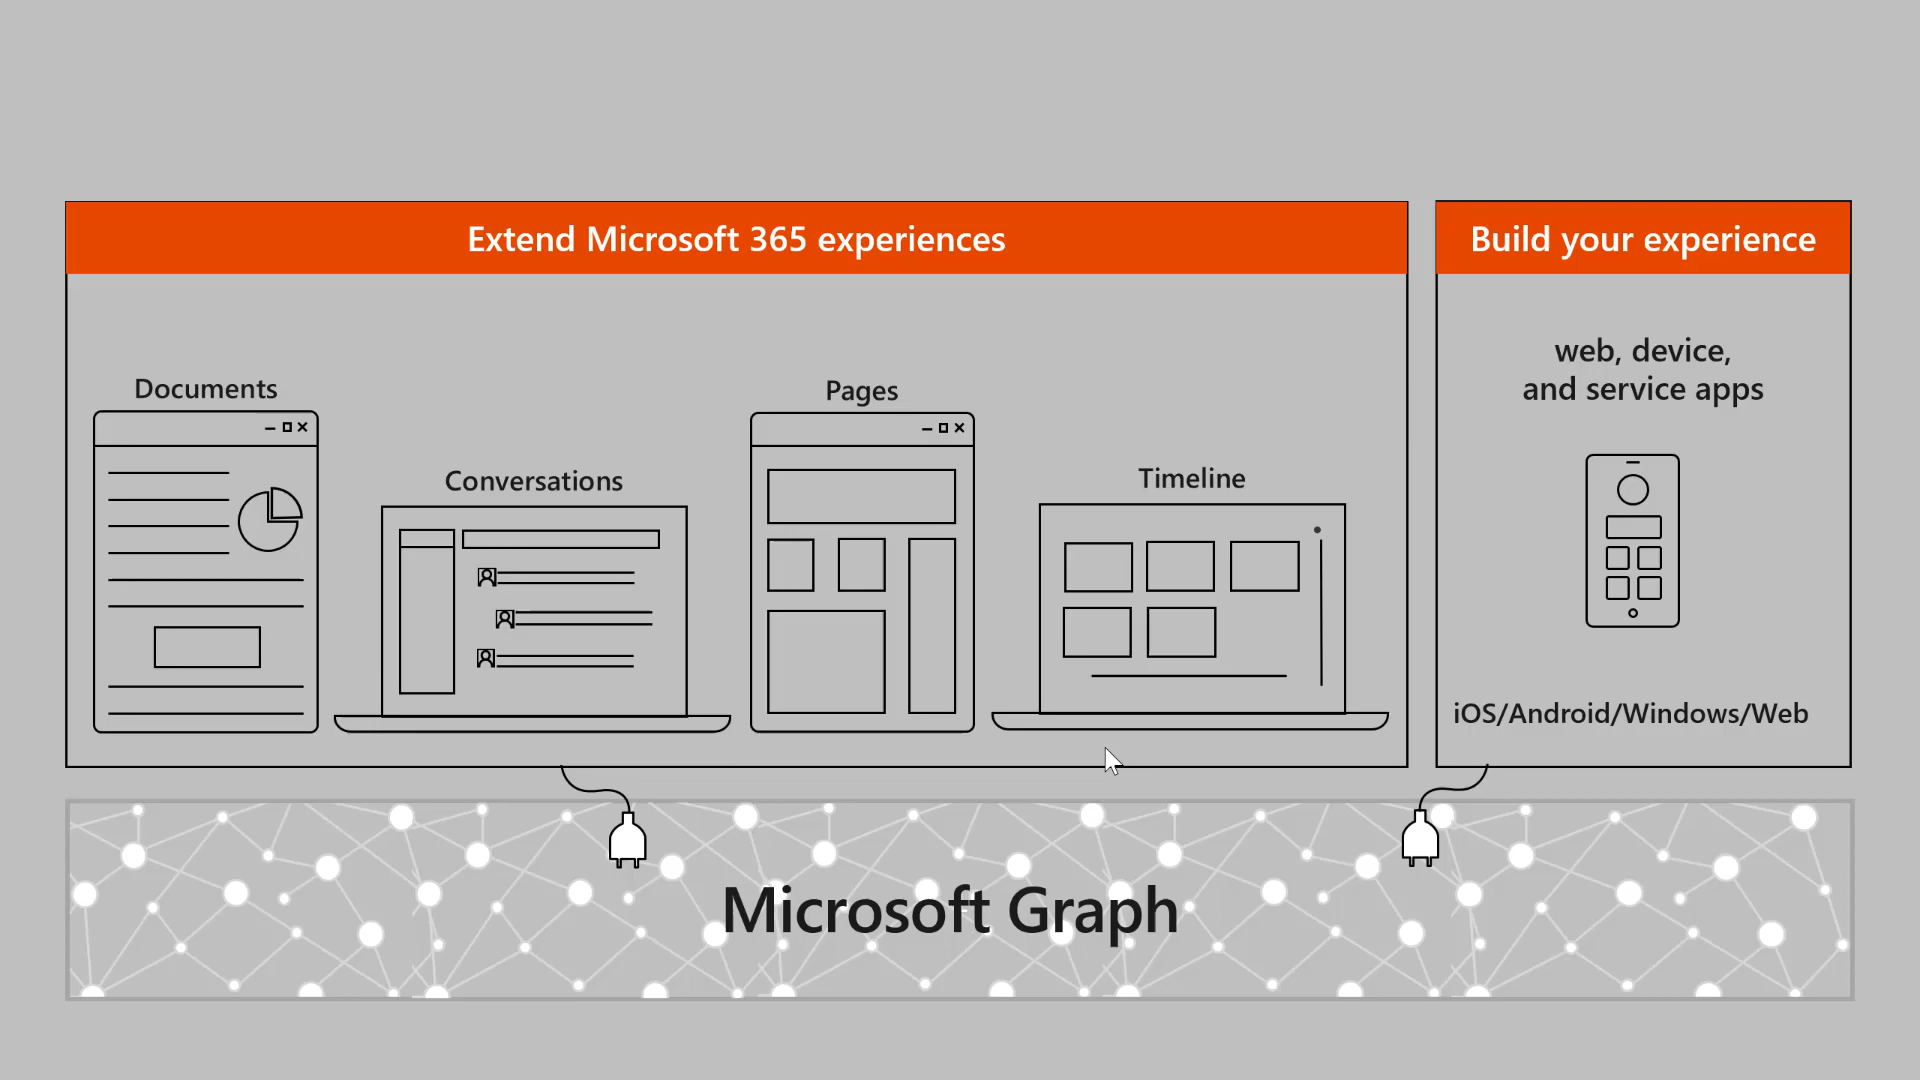 Extend Microsoft 365 experiences
Build your experience
web, device,
and service apps
Documents
Pages
Conversations
Timeline
iOS/Android/Windows/Web
Microsoft Graph